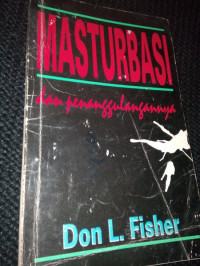 MASTURBASI
dan penanggulangannya
Don L. Fisher